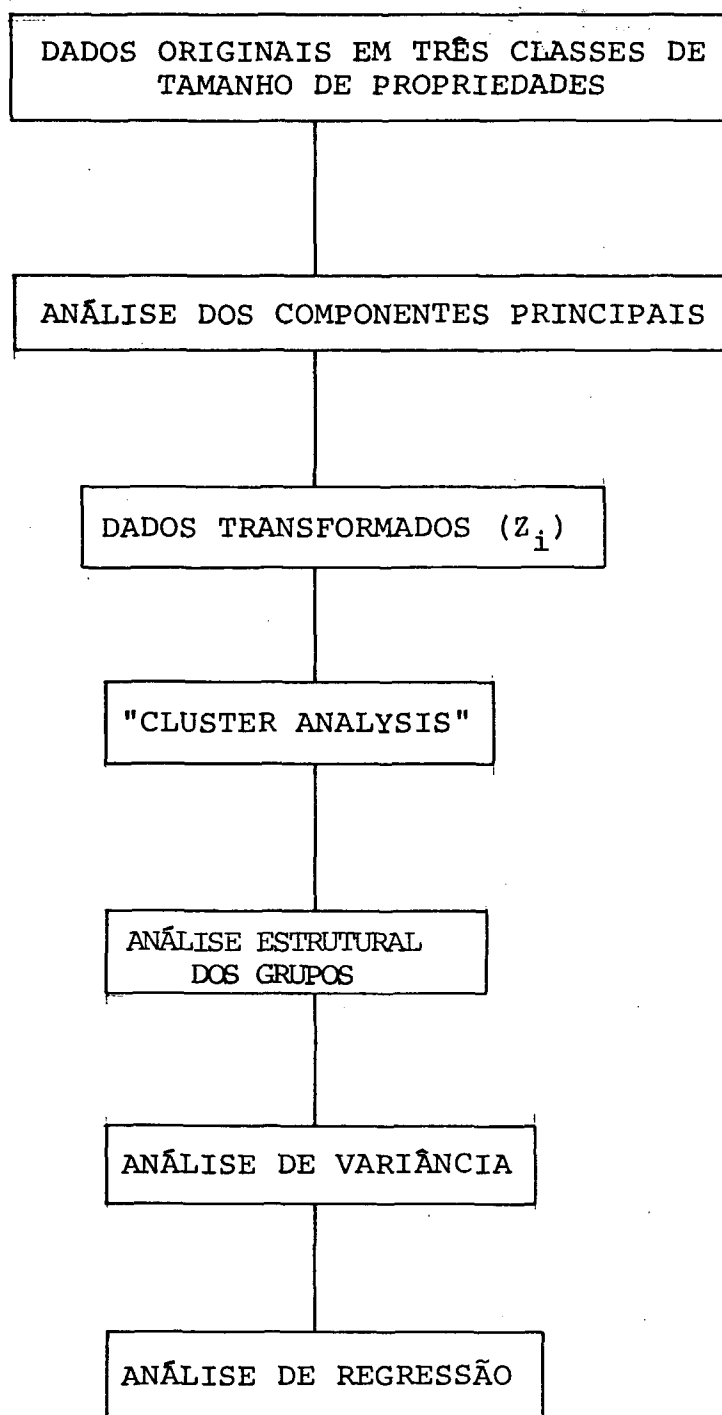 DADOS ORIGINAIS EM TRÊS CLASSES DE
TAMANHO DE PROPRIEDADES
ANÁLISE DOS COMPONENTES PRINCIPAIS
DADOS TRANSFORMADOS (Zi)
"CLUSTER ANALYSIS"
ANÁLISE ESTRUTURAL
DOS GRUPOS
ANÁLISE DE VARIÂNCIA
ANÁLISE DE REGRESSÃO